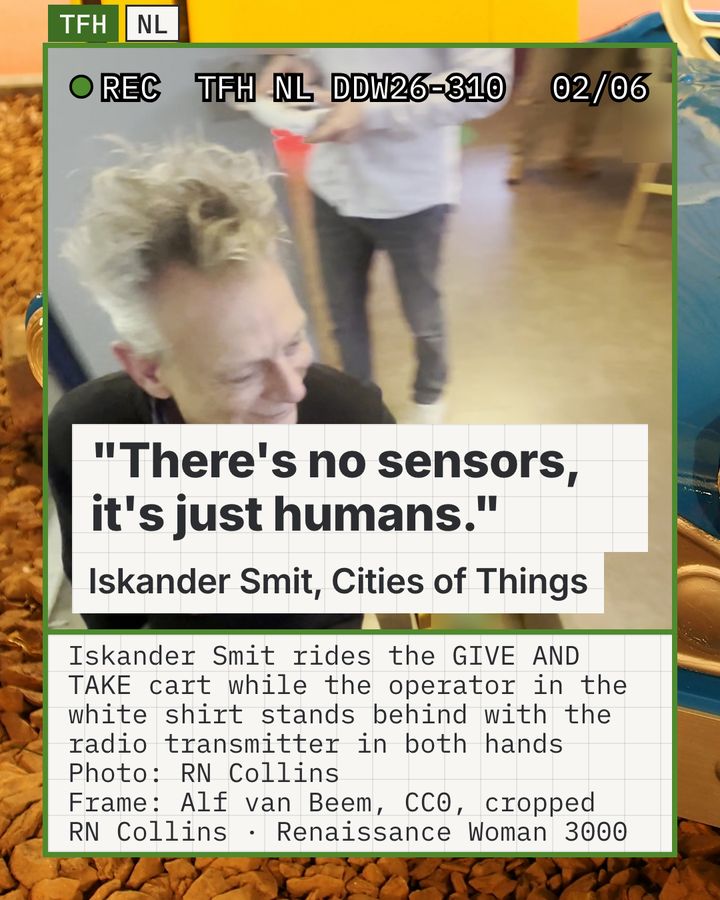 TFH NL
REC TFH NL DDW26-310 02/06
"There's no sensors,
it's just humans."
Iskander Smit, Cities of Things
Iskander Smit rides the GIVE AND
TAKE cart while the operator in the
white shirt stands behind with the
radio transmitter in both hands
Photo: RN Collins
Frame: Alf van Beem, CC0, cropped
RN Collins · Renaissance Woman 3000